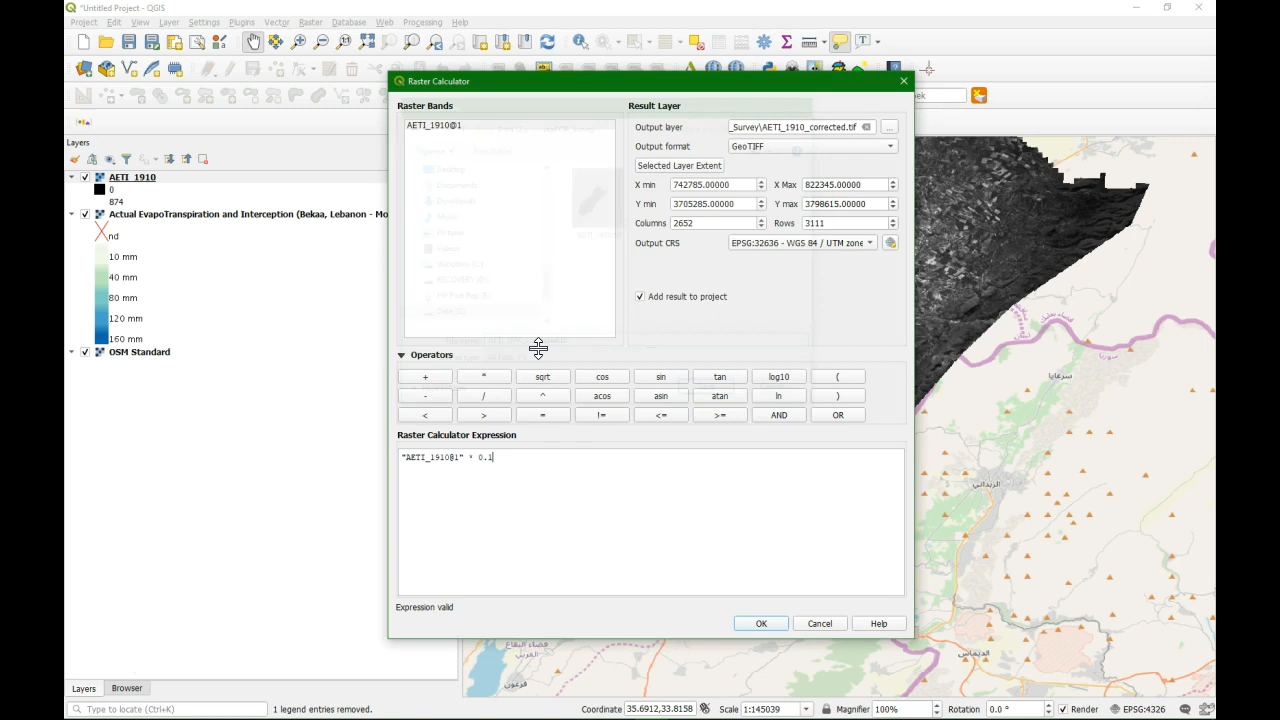 *Untitled Project - QGIS
Project Edit View Layer Settings Plugins Vector Raster Database Web Processing Help
Raster Calculator
Layers
AETI_1910
0
874
Actual EvapoTranspiration and Interception (Bekaa, Lebanon - Mo
nd
10 mm
40 mm
80 mm
120 mm
160 mm
OSM Standard
Raster Bands
AETI_1910@1
Result Layer
Output layer _Survey\AETI_1910_corrected.tif ...
Output format GeoTIFF
Selected Layer Extent
X min 742785.00000 X Max 822345.00000
Y min 3705285.00000 Y max 3798615.00000
Columns 2652 Rows 3111
Output CRS EPSG:32636 - WGS 84 / UTM zone
Add result to project
Operators
+ * sqrt cos sin tan log10 (
- / ^ acos asin atan ln )
< > = != <= >= AND OR
Raster Calculator Expression
"AETI_1910@1" * 0.1
Expression valid
OK Cancel Help
سرغايا
الزبداني
الديماس
قضاء البقاع
الغربي
Layers Browser
Type to locate (Ctrl+K) 1 legend entries removed. Coordinate 35.6912,33.8158 Scale 1:145039 Magnifier 100% Rotation 0.0 ° Render EPSG:4326